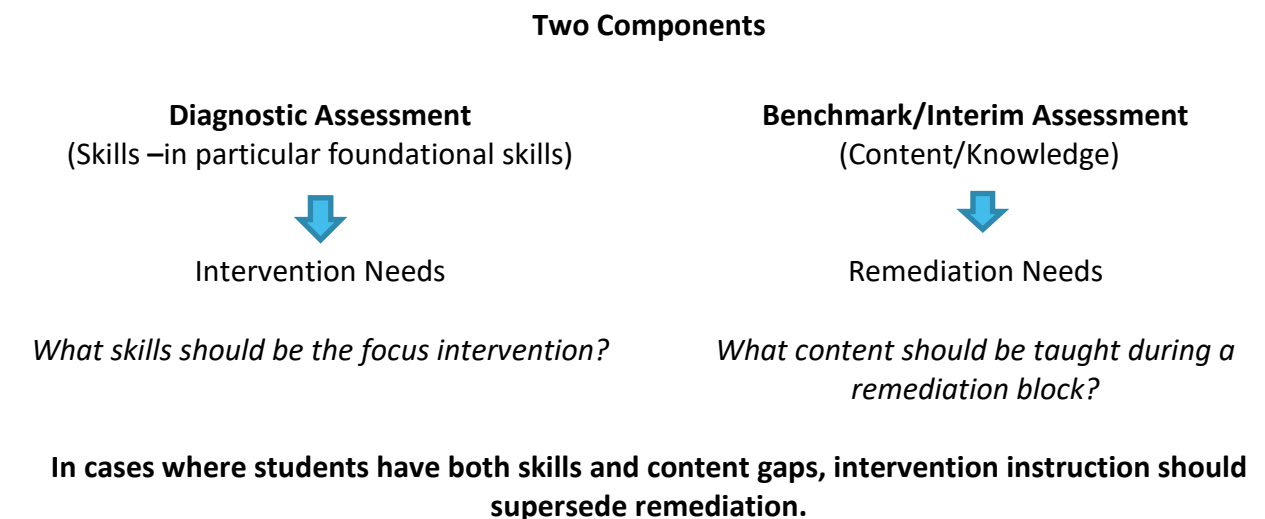 Two Components
Diagnostic Assessment
(Skills –in particular foundational skills)
Intervention Needs
What skills should be the focus intervention?
Benchmark/Interim Assessment
(Content/Knowledge)
Remediation Needs
What content should be taught during a
remediation block?
In cases where students have both skills and content gaps, intervention instruction should
supersede remediation.